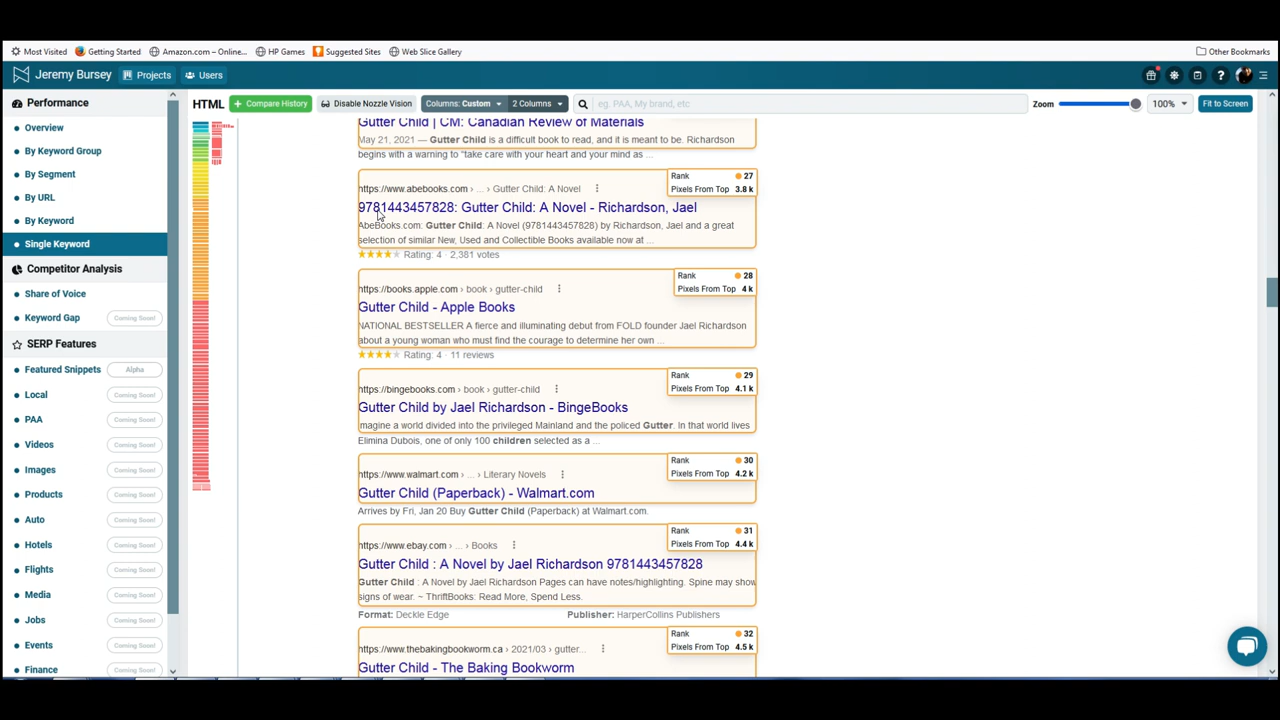 Most Visited Getting Started Amazon.com – Online... HP Games Suggested Sites Web Slice Gallery Other Bookmarks
Jeremy Bursey Projects Users
Performance
Overview
By Keyword Group
By Segment
By URL
By Keyword
Single Keyword
Competitor Analysis
Share of Voice
Keyword Gap Coming Soon!
SERP Features
Featured Snippets Alpha
Local Coming Soon!
PAA Coming Soon!
Videos Coming Soon!
Images Coming Soon!
Products Coming Soon!
Auto Coming Soon!
Hotels Coming Soon!
Flights Coming Soon!
Media Coming Soon!
Jobs Coming Soon!
Events Coming Soon!
Finance Coming Soon!
HTML + Compare History Disable Nozzle Vision Columns: Custom 2 Columns eg. PAA, My brand, etc Zoom 100% Fit to Screen
Gutter Child | CM: Canadian Review of Materials
May 21, 2021 — Gutter Child is a difficult book to read, and it is meant to be. Richardson
begins with a warning to "take care with your heart and your mind as ...
Rank 27
Pixels From Top 3.8 k
https://www.abebooks.com › ... › Gutter Child: A Novel
9781443457828: Gutter Child: A Novel - Richardson, Jael
AbeBooks.com: Gutter Child: A Novel (9781443457828) by Richardson, Jael and a great
selection of similar New, Used and Collectible Books available now at ...
Rating: 4 · 2,381 votes
Rank 28
Pixels From Top 4 k
https://books.apple.com › book › gutter-child
Gutter Child - Apple Books
NATIONAL BESTSELLER A fierce and illuminating debut from FOLD founder Jael Richardson
about a young woman who must find the courage to determine her own ...
Rating: 4 · 11 reviews
Rank 29
Pixels From Top 4.1 k
https://bingebooks.com › book › gutter-child
Gutter Child by Jael Richardson - BingeBooks
Imagine a world divided into the privileged Mainland and the policed Gutter. In that world lives
Elimina Dubois, one of only 100 children selected as a ...
Rank 30
Pixels From Top 4.2 k
https://www.walmart.com › ... › Literary Novels
Gutter Child (Paperback) - Walmart.com
Arrives by Fri, Jan 20 Buy Gutter Child (Paperback) at Walmart.com.
Rank 31
Pixels From Top 4.4 k
https://www.ebay.com › ... › Books
Gutter Child : A Novel by Jael Richardson 9781443457828
Gutter Child : A Novel by Jael Richardson Pages can have notes/highlighting. Spine may show
signs of wear. ~ ThriftBooks: Read More, Spend Less.
Format: Deckle Edge Publisher: HarperCollins Publishers
Rank 32
Pixels From Top 4.5 k
https://www.thebakingbookworm.ca › 2021/03 › gutter...
Gutter Child - The Baking Bookworm